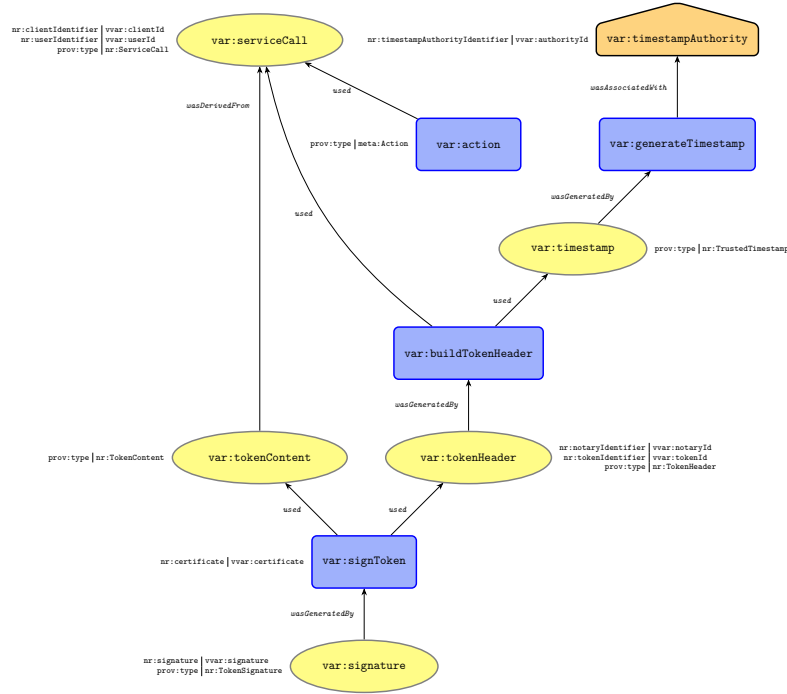 nr:clientIdentifier | vvar:clientId
nr:userIdentifier | vvar:userId
prov:type | nr:ServiceCall
var:serviceCall
nr:timestampAuthorityIdentifier | vvar:authorityId
var:timestampAuthority
used
wasAssociatedWith
wasDerivedFrom
prov:type | meta:Action
var:action
var:generateTimestamp
wasGeneratedBy
used
var:timestamp
prov:type | nr:TrustedTimestamp
used
var:buildTokenHeader
wasGeneratedBy
prov:type | nr:TokenContent
var:tokenContent
var:tokenHeader
nr:notaryIdentifier | vvar:notaryId
nr:tokenIdentifier | vvar:tokenId
prov:type | nr:TokenHeader
used
used
nr:certificate | vvar:certificate
var:signToken
wasGeneratedBy
nr:signature | vvar:signature
prov:type | nr:TokenSignature
var:signature